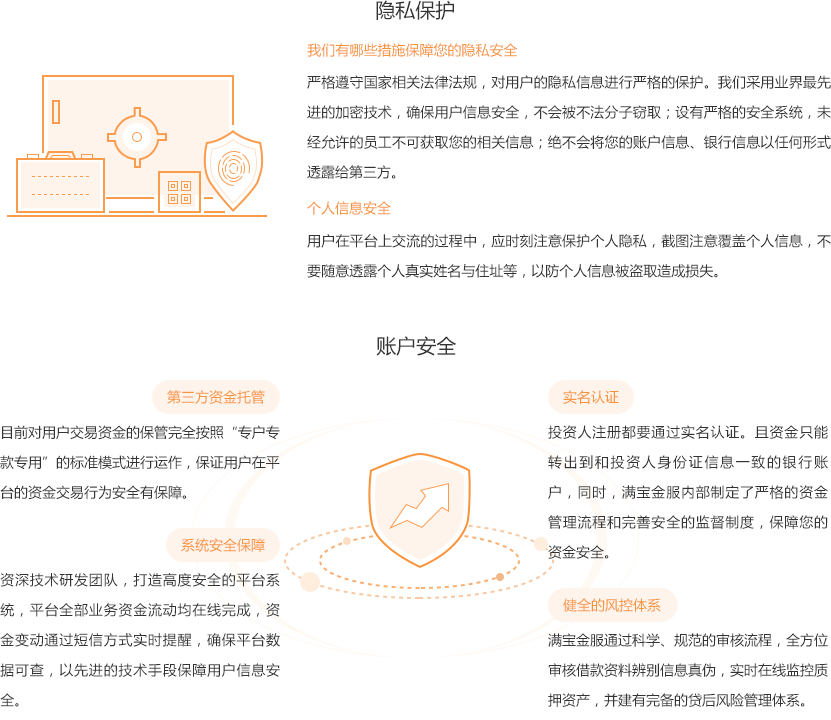 隐私保护
我们有哪些措施保障您的隐私安全
严格遵守国家相关法律法规，对用户的隐私信息进行严格的保护。我们采用业界最先
进的加密技术，确保用户信息安全，不会被不法分子窃取；设有严格的安全系统，未
经允许的员工不可获取您的相关信息；绝不会将您的账户信息、银行信息以任何形式
透露给第三方。
个人信息安全
用户在平台上交流的过程中，应时刻注意保护个人隐私，截图注意覆盖个人信息，不
要随意透露个人真实姓名与住址等，以防个人信息被盗取造成损失。
账户安全
第三方资金托管
目前对用户交易资金的保管完全按照“专户专
款专用”的标准模式进行运作，保证用户在平
台的资金交易行为安全有保障。
系统安全保障
资深技术研发团队，打造高度安全的平台系
统，平台全部业务资金流动均在线完成，资
金变动通过短信方式实时提醒，确保平台数
据可查，以先进的技术手段保障用户信息安
全。
实名认证
投资人注册都要通过实名认证。且资金只能
转出到和投资人身份证信息一致的银行账
户，同时，满宝金服内部制定了严格的资金
管理流程和完善安全的监督制度，保障您的
资金安全。
健全的风控体系
满宝金服通过科学、规范的审核流程，全方位
审核借款资料辨别信息真伪，实时在线监控质
押资产，并建有完备的贷后风险管理体系。